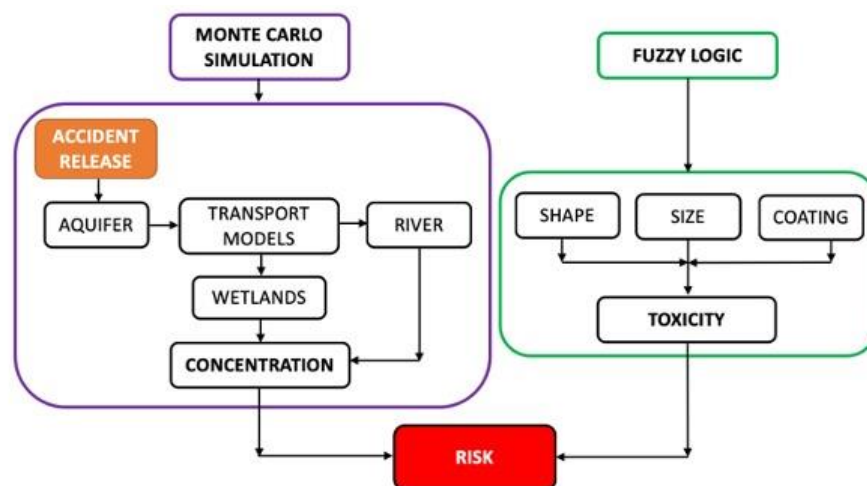 MONTE CARLO
SIMULATION
FUZZY LOGIC
ACCIDENT
RELEASE
AQUIFER
TRANSPORT
MODELS
RIVER
WETLANDS
CONCENTRATION
SHAPE
SIZE
COATING
TOXICITY
RISK